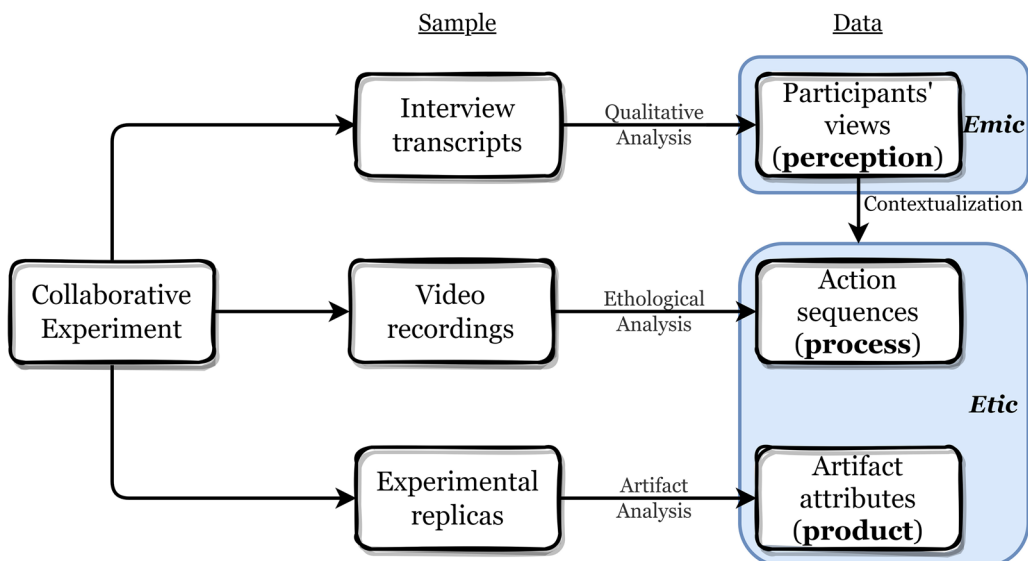 Sample
Data
Interview
transcripts
Qualitative
Analysis
Participants'
views
(perception)
Emic
Contextualization
Collaborative
Experiment
Video
recordings
Ethological
Analysis
Action
sequences
(process)
Etic
Experimental
replicas
Artifact
Analysis
Artifact
attributes
(product)